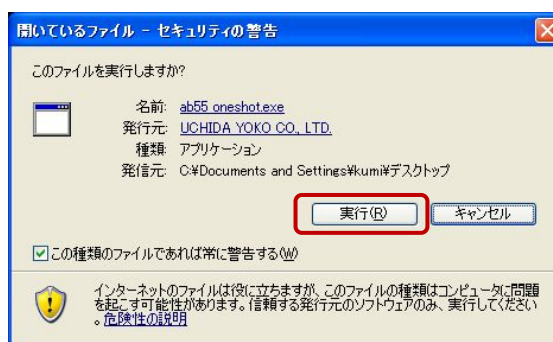 開いているファイル - セキュリティの警告
このファイルを実行しますか?
名前: ab55 oneshot.exe
発行元: UCHIDA YOKO CO., LTD.
種類: アプリケーション
発信元: C:¥Documents and Settings¥kumi¥デスクトップ
実行(R) キャンセル
この種類のファイルであれば常に警告する(W)
インターネットのファイルは役に立ちますが、このファイルの種類はコンピュータに問題
を起こす可能性があります。信頼する発行元のソフトウェアのみ、実行してください
。危険性の説明